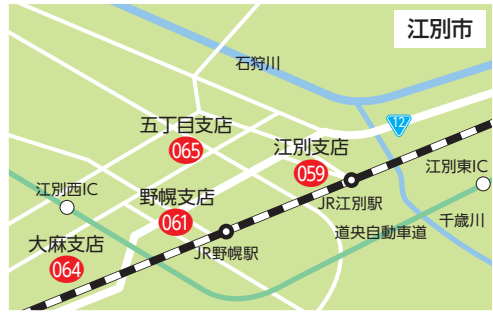 江別市
石狩川
12
五丁目支店
065
江別支店
059
江別東IC
江別西IC
野幌支店
061
JR江別駅
千歳川
道央自動車道
大麻支店
064
JR野幌駅